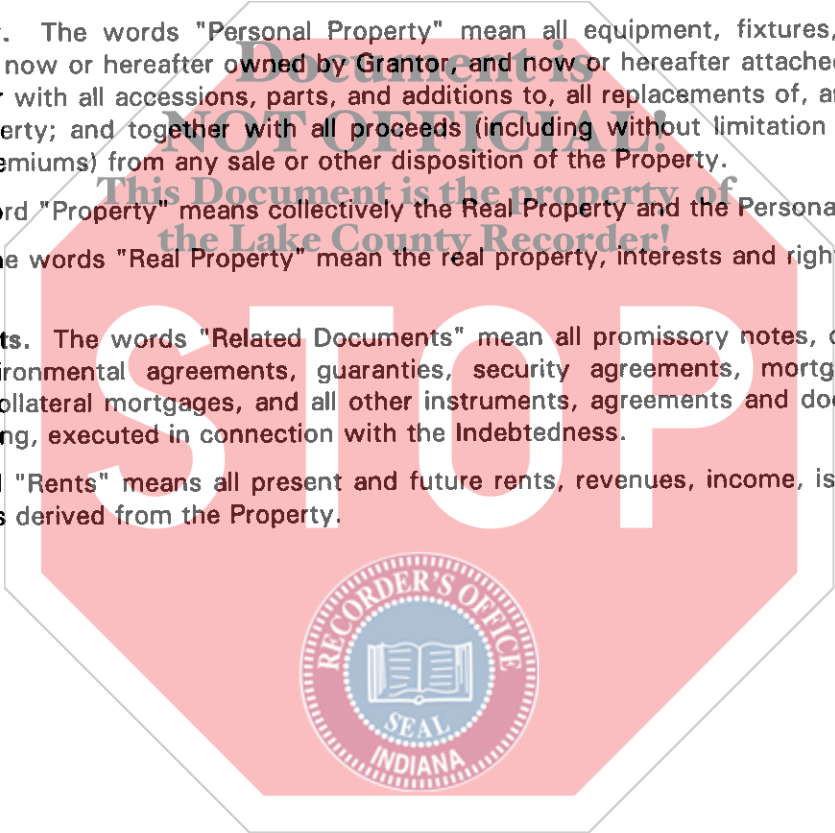 . The words "Personal Property" mean all equipment, fixtures,
now or hereafter owned by Grantor, and now or hereafter attached
with all accessions, parts, and additions to, all replacements of,
erty; and together with all proceeds (including without limitation
emiums) from any sale or other disposition of the Property.
ord "Property" means collectively the Real Property and the Persona
e words "Real Property" mean the real property, interests and righ
ts. The words "Related Documents" mean all promissory notes,
ironmental agreements, guaranties, security agreements, mortg
ollateral mortgages, and all other instruments, agreements and do
ng, executed in connection with the Indebtedness.
"Rents" means all present and future rents, revenues, income, is
s derived from the Property.
Document is
NOT OFFICIAL!
This Document is the property of
the Lake County Recorder!
STOP
RECORDER'S OFFICE
SEAL
INDIANA